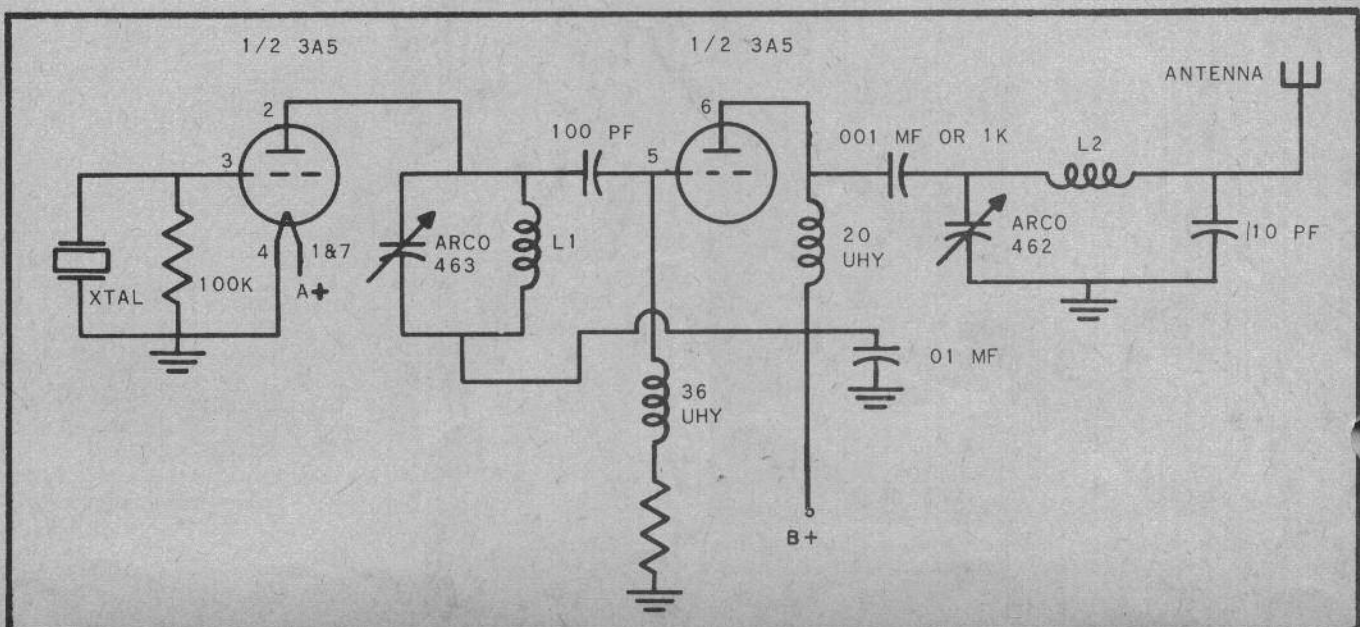 1/2 3A5
1/2 3A5
ANTENNA
2
6
100 PF
001 MF OR 1K
L2
3
5
4
1&7
ARCO
463
L1
20
UHY
ARCO
462
110 PF
XTAL
100K
A+
01 MF
36
UHY
B+